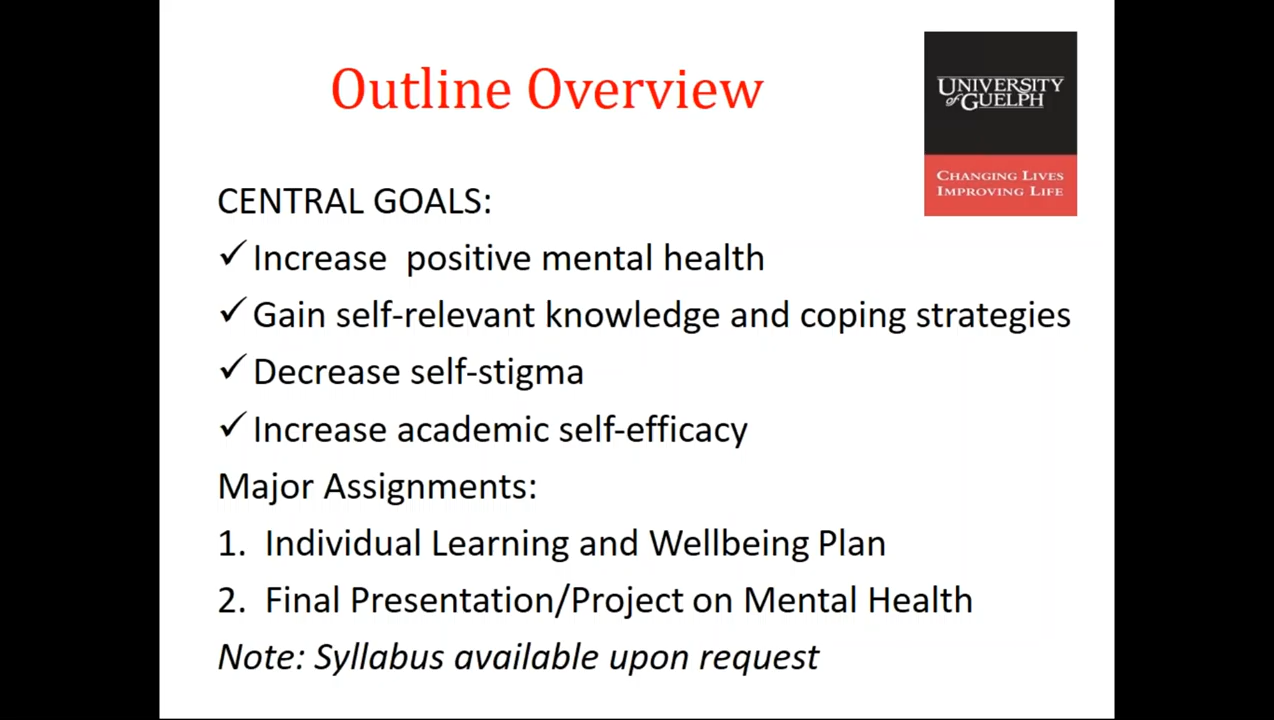 Outline Overview
UNIVERSITY
of GUELPH
CHANGING LIVES
IMPROVING LIFE
CENTRAL GOALS:
✓ Increase  positive mental health
✓ Gain self-relevant knowledge and coping strategies
✓ Decrease self-stigma
✓ Increase academic self-efficacy
Major Assignments:
1. Individual Learning and Wellbeing Plan
2. Final Presentation/Project on Mental Health
Note: Syllabus available upon request